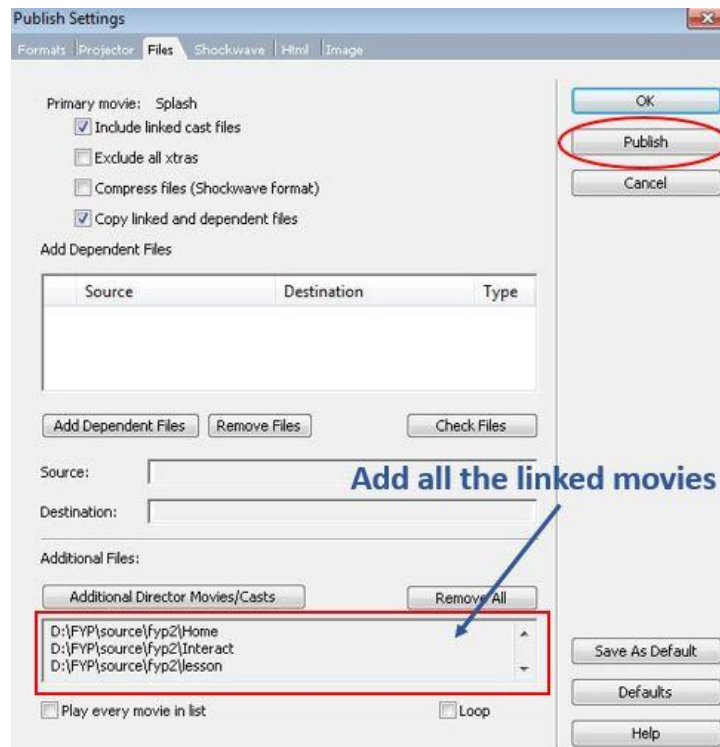 Publish Settings
Formats Projector Files Shockwave Html Image
Primary movie: Splash
Include linked cast files
Exclude all xtras
Compress files (Shockwave format)
Copy linked and dependent files
OK
Publish
Cancel
Add Dependent Files
Source Destination Type
Add Dependent Files Remove Files Check Files
Source:
Add all the linked movies
Destination:
Additional Files:
Additional Director Movies/Casts Remove All
D:\FYP\source\fyp2\Home
D:\FYP\source\fyp2\Interact
D:\FYP\source\fyp2\lesson
Play every movie in list Loop
Save As Default
Defaults
Help